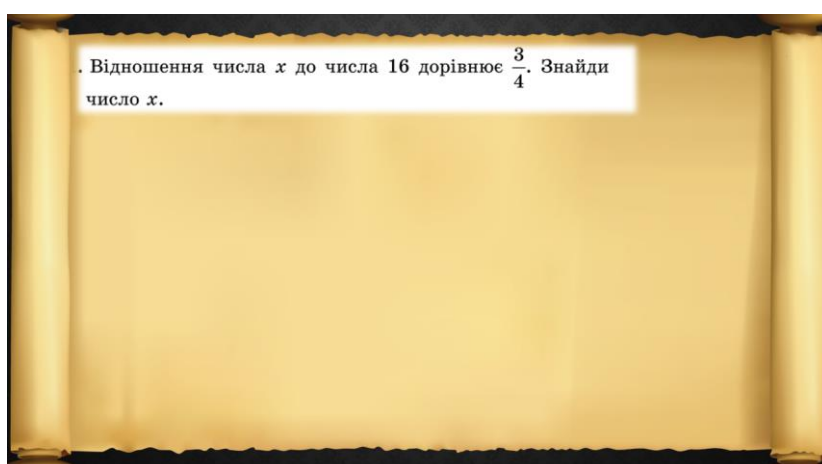 . Відношення числа x до числа 16 дорівнює 3/4. Знайди
число x.